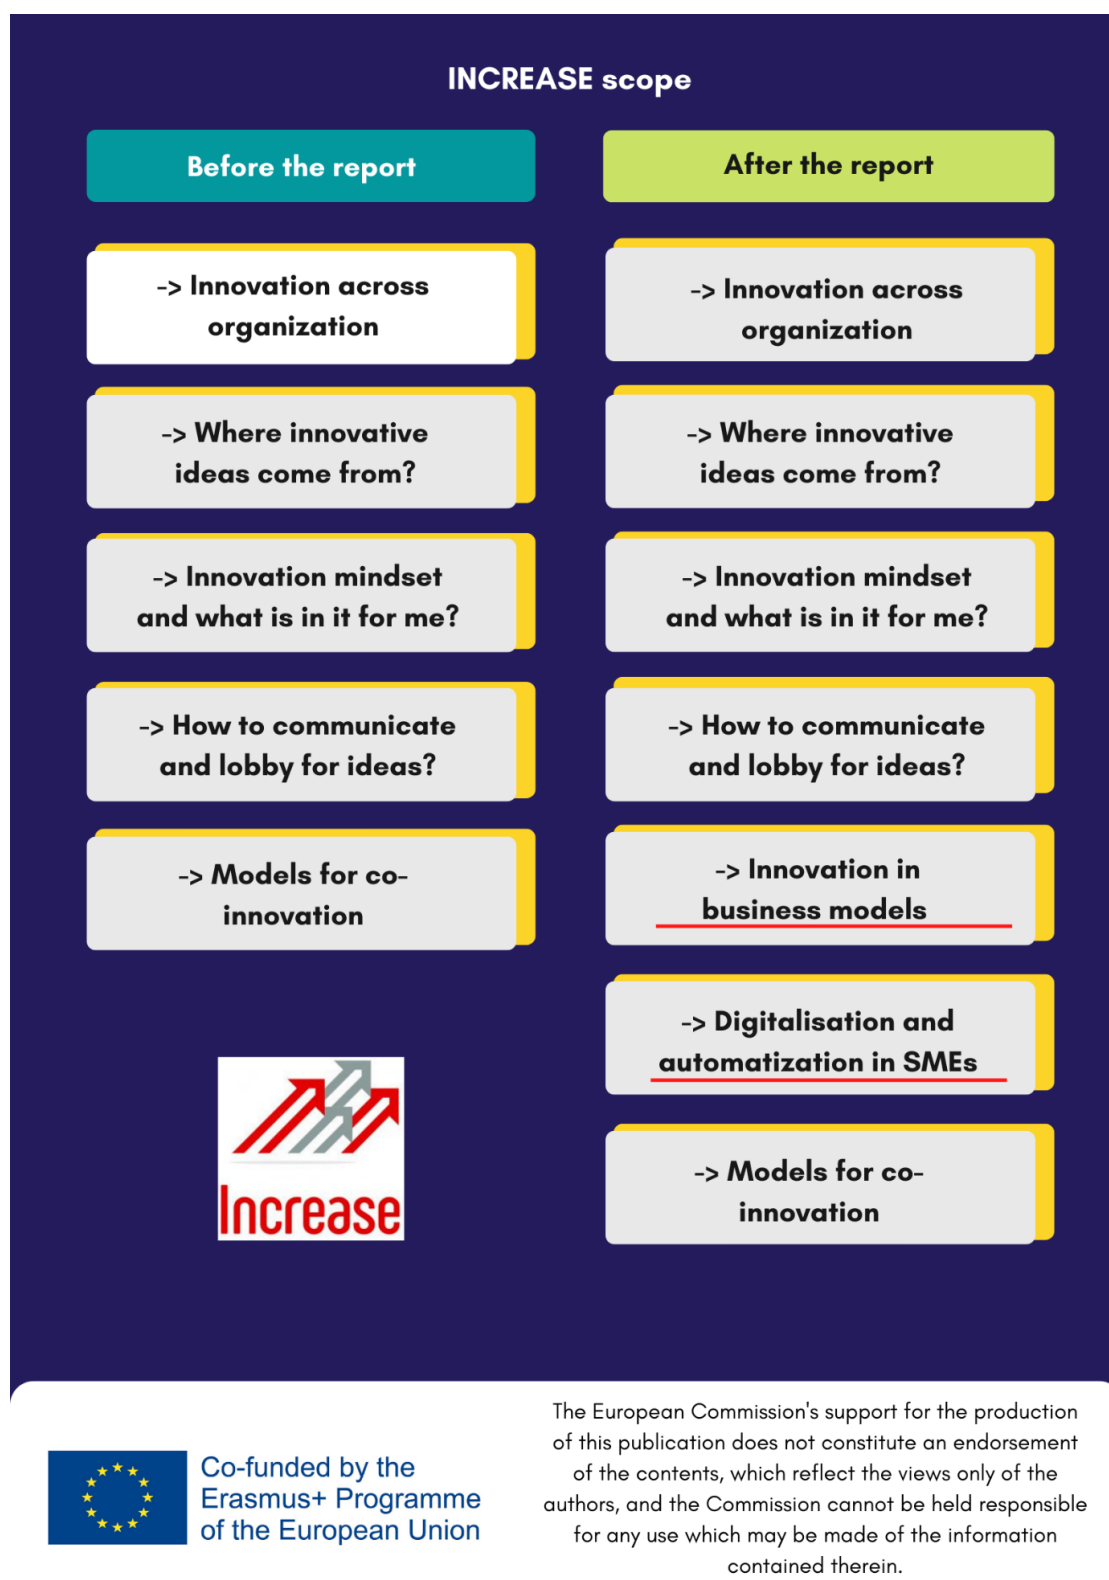 INCREASE scope
Before the report
-> Innovation across
organization
-> Where innovative
ideas come from?
-> Innovation mindset
and what is in it for me?
-> How to communicate
and lobby for ideas?
-> Models for co-
innovation
After the report
-> Innovation across
organization
-> Where innovative
ideas come from?
-> Innovation mindset
and what is in it for me?
-> How to communicate
and lobby for ideas?
-> Innovation in
business models
-> Digitalisation and
automatization in SMEs
-> Models for co-
innovation
Increase
Co-funded by the
Erasmus+ Programme
of the European Union
The European Commission's support for the production
of this publication does not constitute an endorsement
of the contents, which reflect the views only of the
authors, and the Commission cannot be held responsible
for any use which may be made of the information
contained therein.